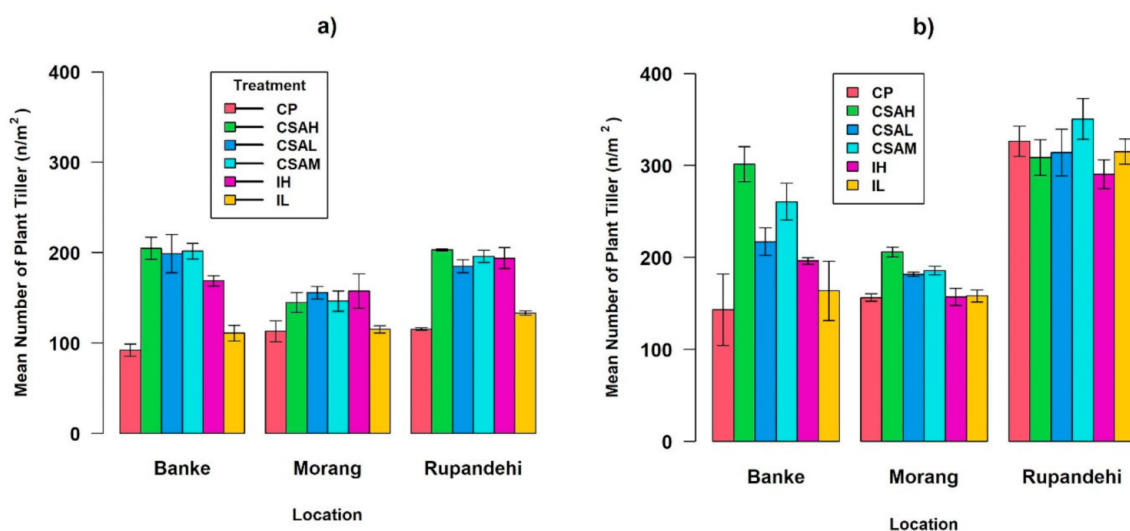 a)
Mean Number of Plant Tiller (n/m²)
400
300
200
100
0
Treatment
CP
CSAH
CSAL
CSAM
IH
IL
Banke Morang Rupandehi
Location
b)
Mean Number of Plant Tiller (n/m²)
400
300
200
100
0
CP
CSAH
CSAL
CSAM
IH
IL
Banke Morang Rupandehi
Location